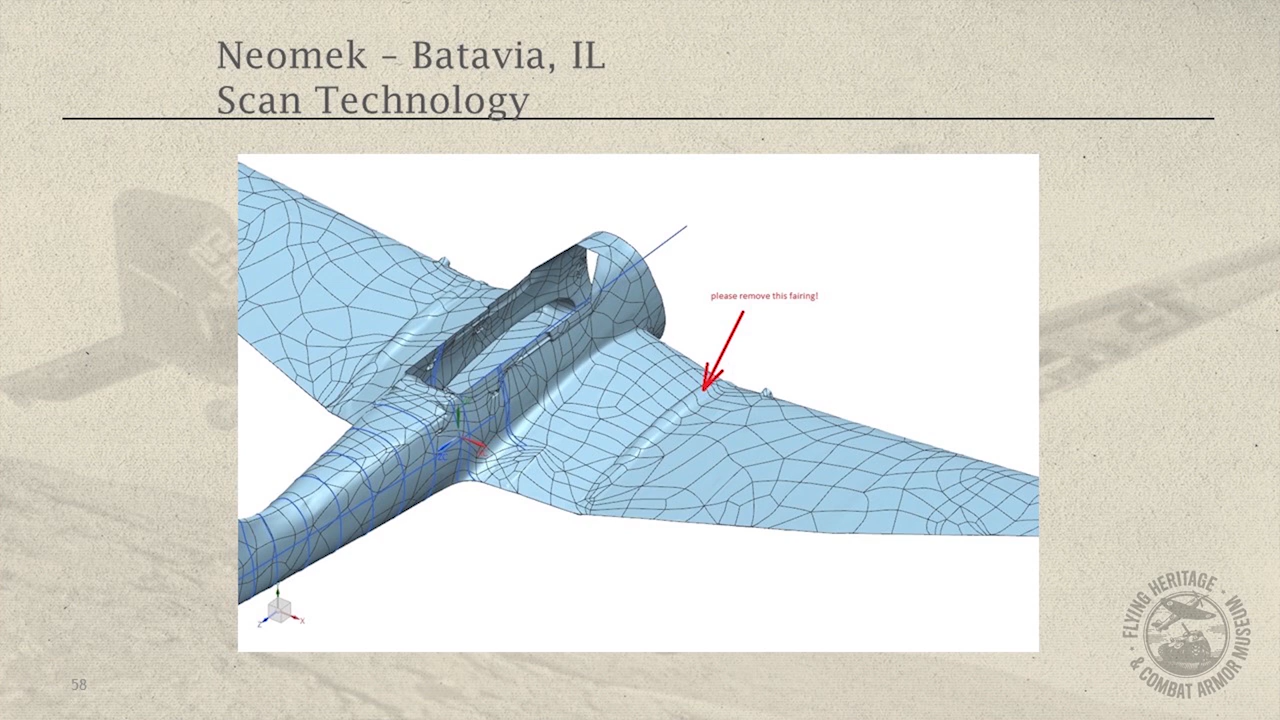 Neomek – Batavia, IL
Scan Technology
please remove this fairing!
X
Z
58
FLYING HERITAGE
& COMBAT ARMOR MUSEUM